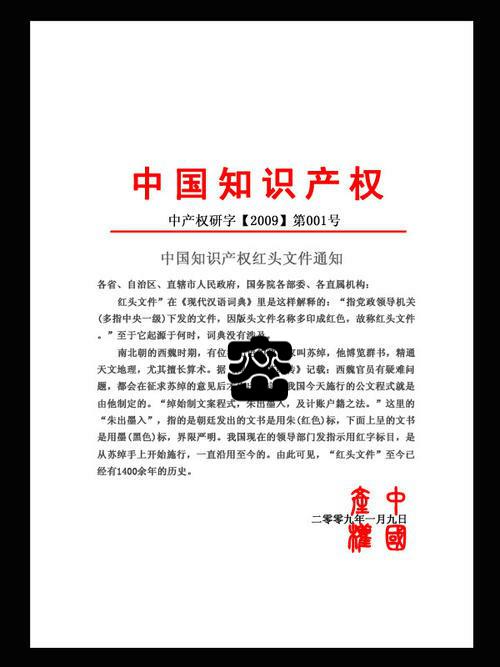 中国知识产权
中产权研字【2009】第001号
中国知识产权红头文件通知
各省、自治区、直辖市人民政府，国务院各部委、各直属机构：
红头文件”在《现代汉语词典》里是这样解释的：“指党政领导机关
(多指中央一级)下发的文件，因版头文件名称多印成红色，故称红头文件
。”至于它起源于何时，词典没有涉及。
南北朝的西魏时期，有位 家叫苏绰，他博览群书，精通
天文地理，尤其擅长算术。据 传》记载：西魏官员有疑难问
题，都会在征求苏绰的意见后才 我国今天施行的公文程式就是
由他制定的。“绰始制文案程式，朱出墨入，及计账户籍之法。”这里的
“朱出墨入”，指的是朝廷发出的文书是用朱(红色)标，下面上呈的文书
是用墨(黑色)标，界限严明。我国现在的领导部门发指示用红字标目，是
从苏绰手上开始施行，一直沿用至今的。由此可见，“红头文件”至今已
经有1400余年的历史。
二零零九年一月九日
中國
產權